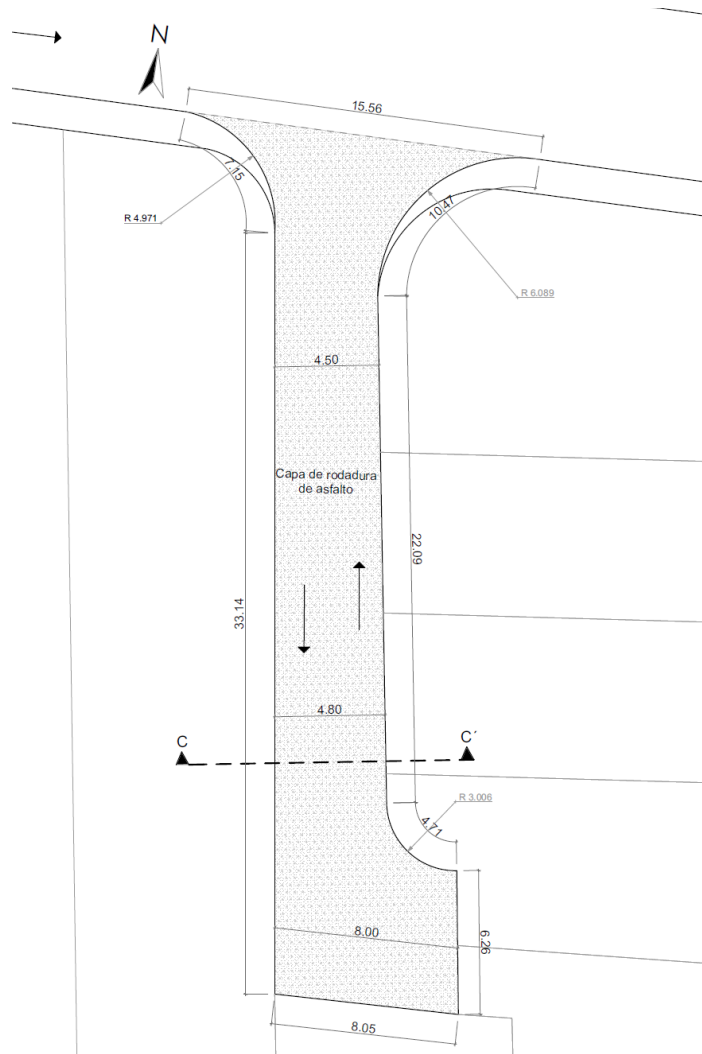 N
15.56
7.15
R 4.971
10.47
R 6.089
4.50
Capa de rodadura
de asfalto
22.09
33.14
4.80
C
C´
R 3.006
4.71
8.00
6.26
8.05